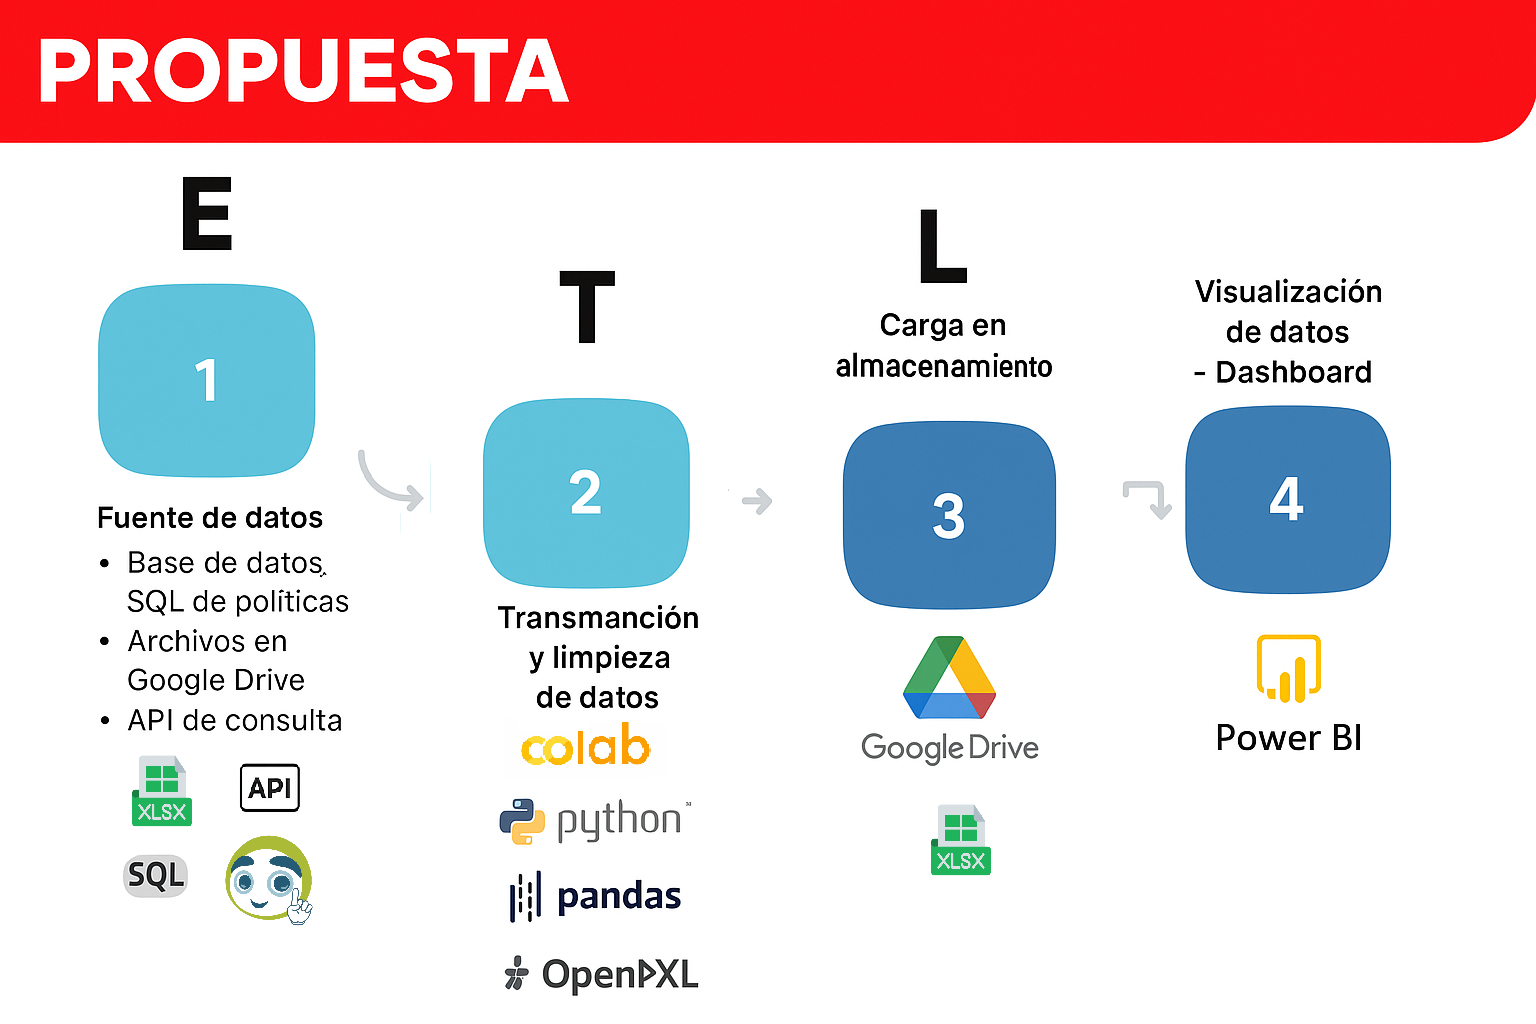 PROPUESTA
E
1
Fuente de datos
• Base de datos
SQL de políticas
• Archivos en
Google Drive
• API de consulta
XLSX
API
SQL
T
2
Transmanción
y limpieza
de datos
colab
python
pandas
OpenÞXL
L
Carga en
almacenamiento
3
Google Drive
XLSX
Visualización
de datos
- Dashboard
4
Power BI